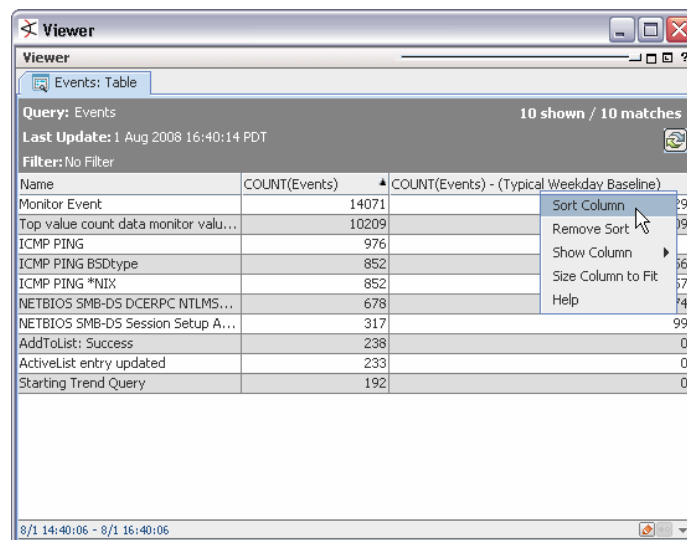 Viewer
Viewer
Events: Table
Query: Events 10 shown / 10 matches
Last Update: 1 Aug 2008 16:40:14 PDT
Filter: No Filter
Name COUNT(Events) COUNT(Events) - (Typical Weekday Baseline)
Monitor Event 14071 29
Top value count data monitor valu... 10209 09
ICMP PING 976
ICMP PING BSDtype 852 56
ICMP PING *NIX 852 57
NETBIOS SMB-DS DCERPC NTLMS... 678 74
NETBIOS SMB-DS Session Setup A... 317 99
AddToList: Success 238 0
ActiveList entry updated 233 0
Starting Trend Query 192 0
Sort Column
Remove Sort
Show Column
Size Column to Fit
Help
8/1 14:40:06 - 8/1 16:40:06